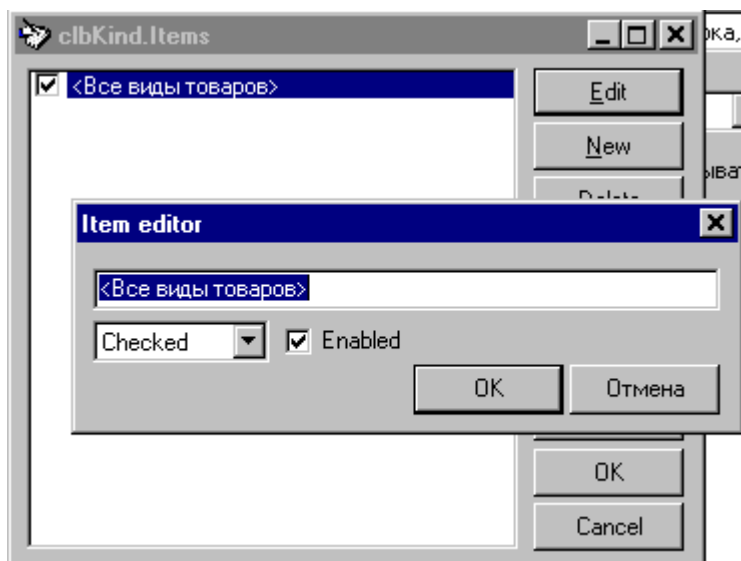 clbKind.Items
<Все виды товаров>
Edit
New
Item editor
<Все виды товаров>
Checked
Enabled
OK
Отмена
OK
Cancel